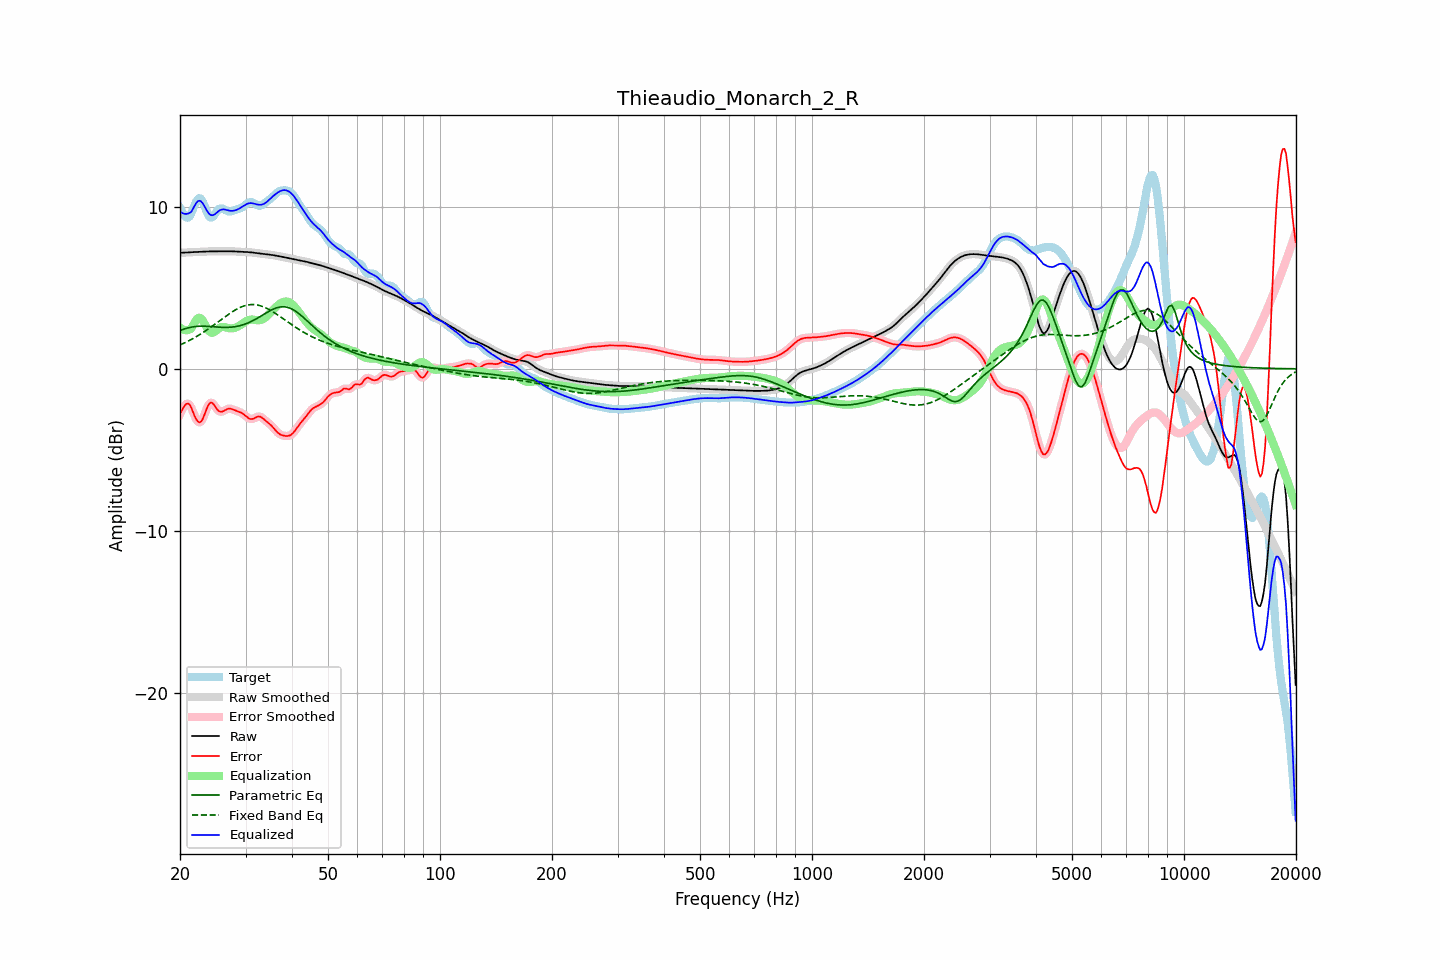 Thieaudio_Monarch_2_R
Amplitude (dBr)
10
0
−10
−20
Target
Raw Smoothed
Error Smoothed
Raw
Error
Equalization
Parametric Eq
Fixed Band Eq
Equalized
20 50 100 200 500 1000 2000 5000 10000 20000
Frequency (Hz)